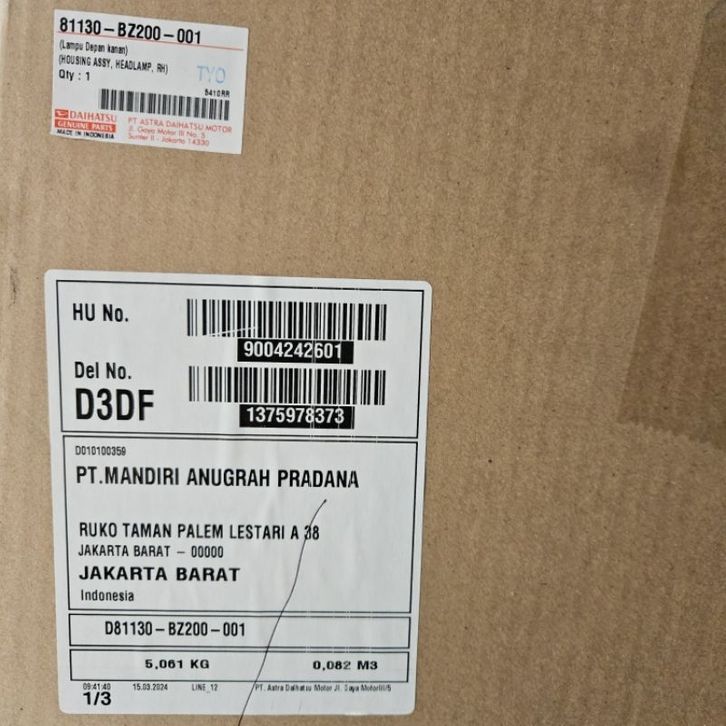 81130-BZ200-001
(Lampu Depan kanan)
(HOUSING ASSY, HEADLAMP, RH)
Qty : 1
TYO
5410RR
DAIHATSU
GENUINE PARTS
MADE IN INDONESIA
PT ASTRA DAIHATSU MOTOR
Jl. Gaya Motor III No. 5
Sunter II - Jakarta 14330
HU No.
9004242601
Del No.
D3DF
1375978373
D010100359
PT.MANDIRI ANUGRAH PRADANA
RUKO TAMAN PALEM LESTARI A 38
JAKARTA BARAT - 00000
JAKARTA BARAT
Indonesia
D81130-BZ200-001
5,061 KG 0,082 M3
09:41:40 15.03.2024 LINE_12 PT. Astra Daihatsu Motor Jl. Gaya MotorIII/5
1/3